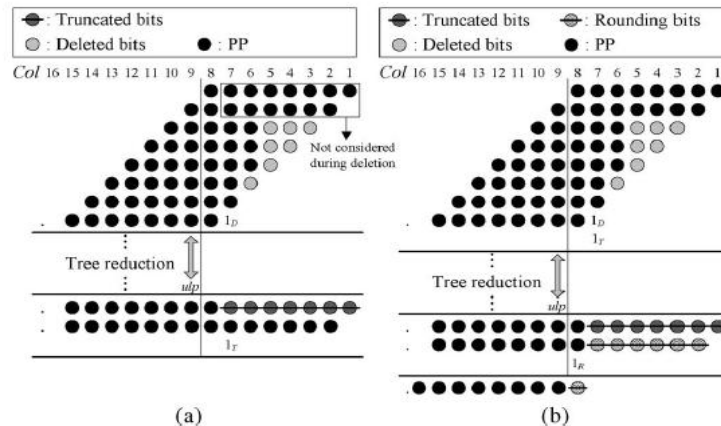 : Truncated bits
: Deleted bits : PP
Col 16 15 14 13 12 11 10 9 8 7 6 5 4 3 2 1
Not considered
during deletion
1D
Tree reduction
ulp
1T
(a)
: Truncated bits : Rounding bits
: Deleted bits : PP
Col 16 15 14 13 12 11 10 9 8 7 6 5 4 3 2 1
1D
1T
Tree reduction
ulp
1R
(b)